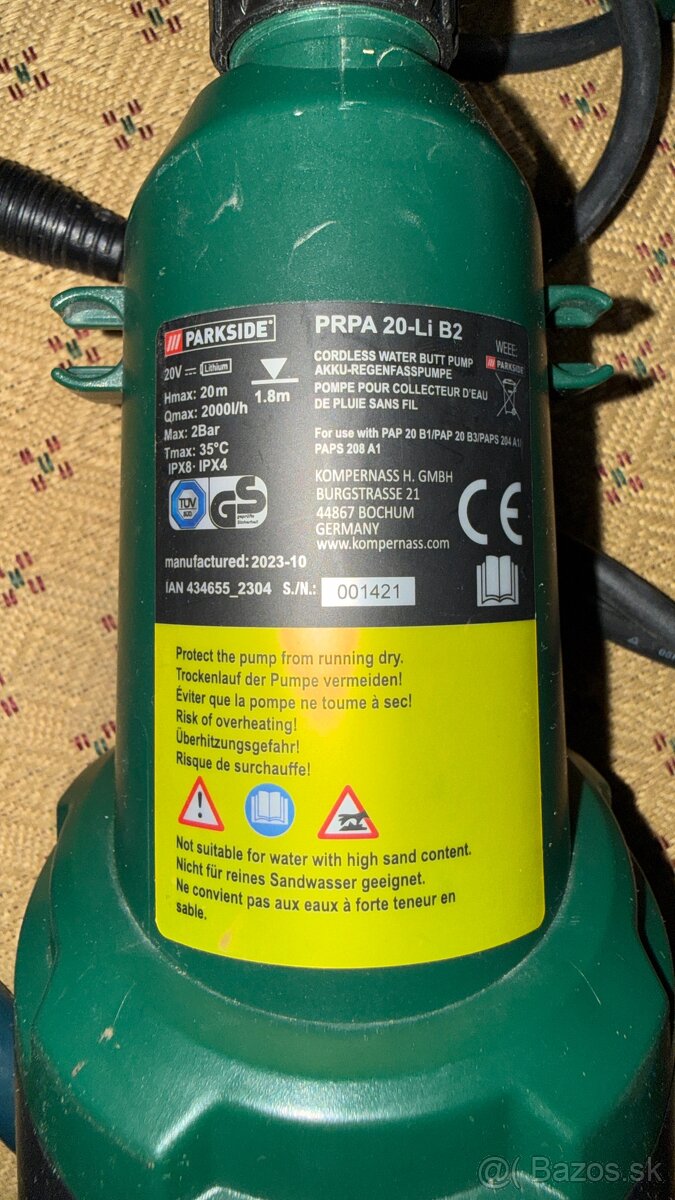 /// PARKSIDE®
20V Lithium
Hmax: 20m
Qmax: 2000l/h
Max: 2Bar
Tmax: 35°C
IPX8· IPX4
1.8m
TÜV
SÜD
GS
geprüfte
Sicherheit
PRPA 20-Li B2
CORDLESS WATER BUTT PUMP
AKKU-REGENFASSPUMPE
POMPE POUR COLLECTEUR D'EAU
DE PLUIE SANS FIL
WEEE:
/// PARKSIDE
For use with PAP 20 B1/PAP 20 B3/PAPS 204 A1/
PAPS 208 A1
KOMPERNASS H. GMBH
BURGSTRASSE 21
44867 BOCHUM
GERMANY
www.kompernass.com
CE
manufactured: 2023-10
IAN 434655_2304 S./N.: 001421
Protect the pump from running dry.
Trockenlauf der Pumpe vermeiden!
Éviter que la pompe ne toume à sec!
Risk of overheating!
Überhitzungsgefahr!
Risque de surchauffe!
Not suitable for water with high sand content.
Nicht für reines Sandwasser geeignet.
Ne convient pas aux eaux à forte teneur en
sable.
@( Bazos.sk